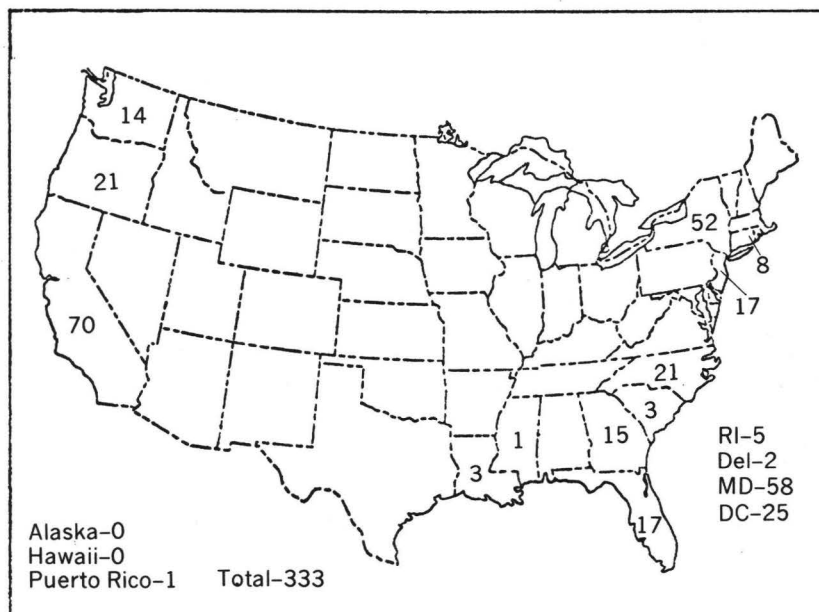 14
21
52
8
17
70
21
3
15
1
3
17
RI–5
Del–2
MD–58
DC–25
Alaska–0
Hawaii–0
Puerto Rico–1 Total–333